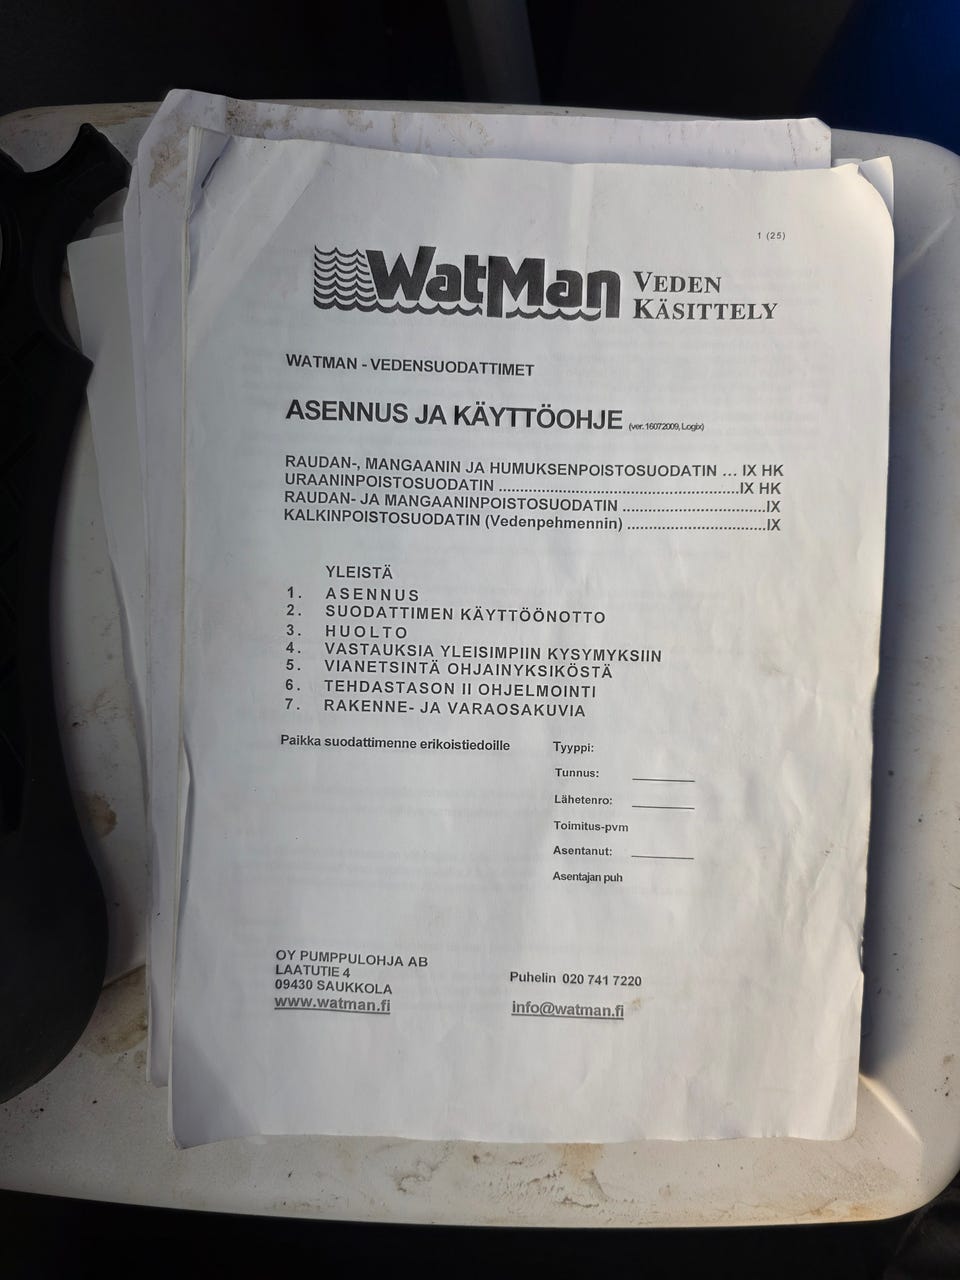 1 (25)
WatMan VEDEN KÄSITTELY
WATMAN - VEDENSUODATTIMET
ASENNUS JA KÄYTTÖOHJE (ver. 16072009, Logix)
RAUDAN-, MANGAANIN JA HUMUKSENPOISTOSUODATIN ... IX HK
URAANINPOISTOSUODATIN ..........................................................IX HK
RAUDAN- JA MANGAANINPOISTOSUODATIN ..................................IX
KALKINPOISTOSUODATIN (Vedenpehmennin) .................................IX
YLEISTÄ
1. ASENNUS
2. SUODATTIMEN KÄYTTÖÖNOTTO
3. HUOLTO
4. VASTAUKSIA YLEISIMPIIN KYSYMYKSIIN
5. VIANETSINTÄ OHJAINYKSIKÖSTÄ
6. TEHDASTASON II OHJELMOINTI
7. RAKENNE- JA VARAOSAKUVIA
Paikka suodattimenne erikoistiedoille
Tyyppi:
Tunnus: ________
Lähetenro: ________
Toimitus-pvm
Asentanut: ________
Asentajan puh
OY PUMPPULOHJA AB
LAATUTIE 4
09430 SAUKKOLA
www.watman.fi
Puhelin 020 741 7220
info@watman.fi